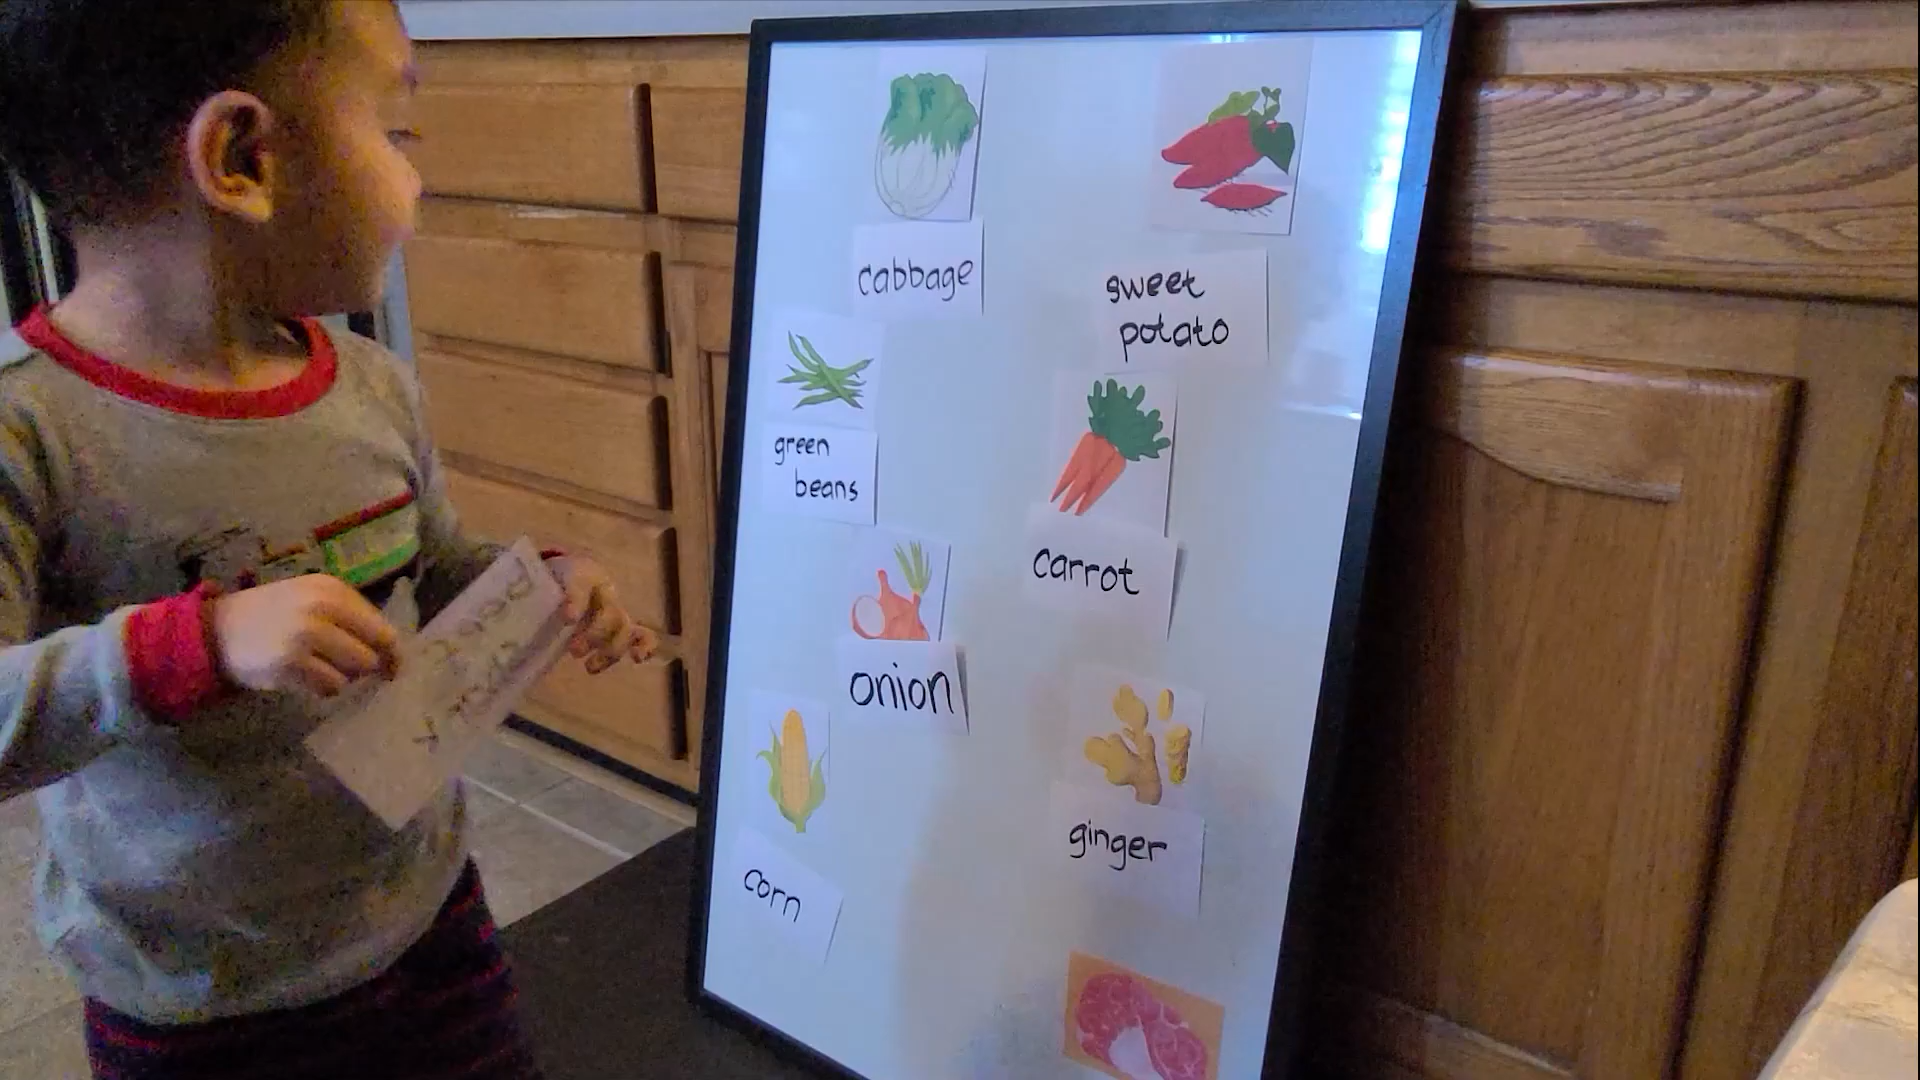 cabbage
sweet
potato
green
beans
carrot
onion
ginger
corn